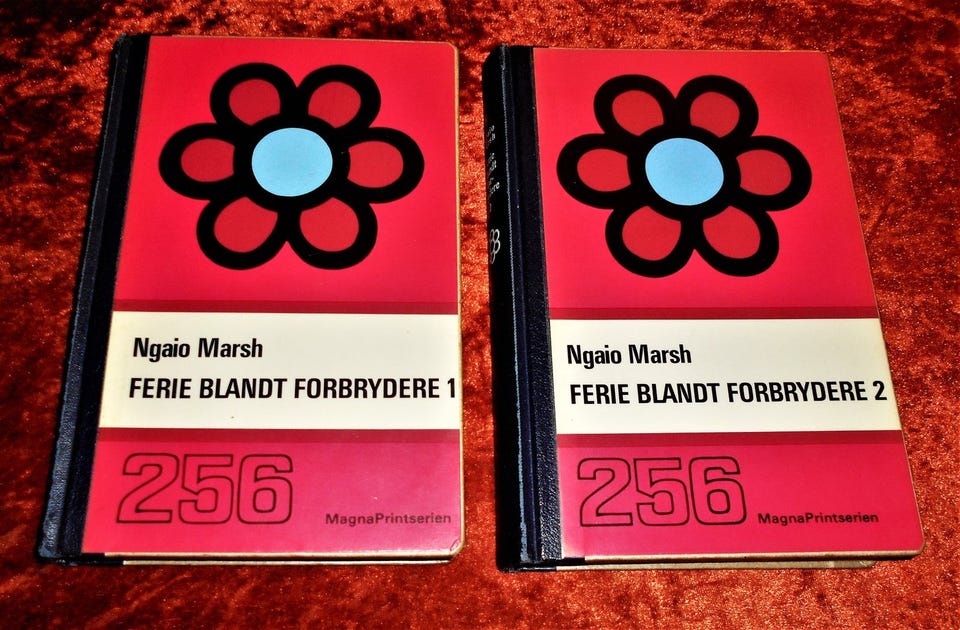 Ngaio Marsh
FERIE BLANDT FORBRYDERE 1
256
MagnaPrintserien
Ngaio Marsh
FERIE BLANDT FORBRYDERE 2
256
MagnaPrintserien